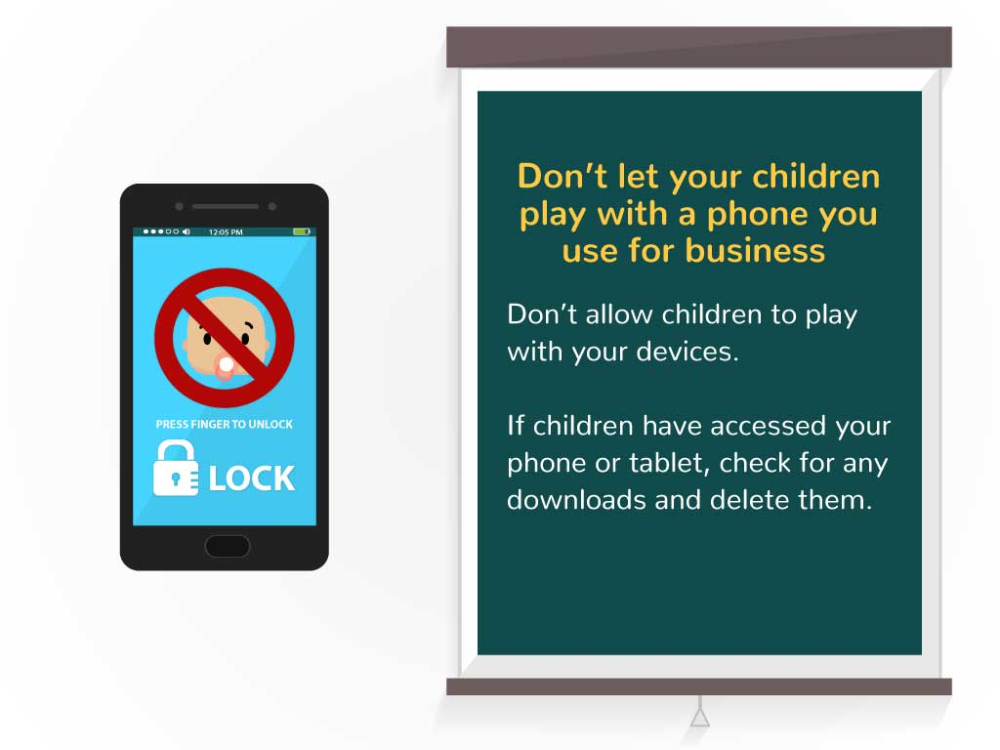 12:05 PM
PRESS FINGER TO UNLOCK
LOCK
Don't let your children
play with a phone you
use for business
Don't allow children to play
with your devices.
If children have accessed your
phone or tablet, check for any
downloads and delete them.